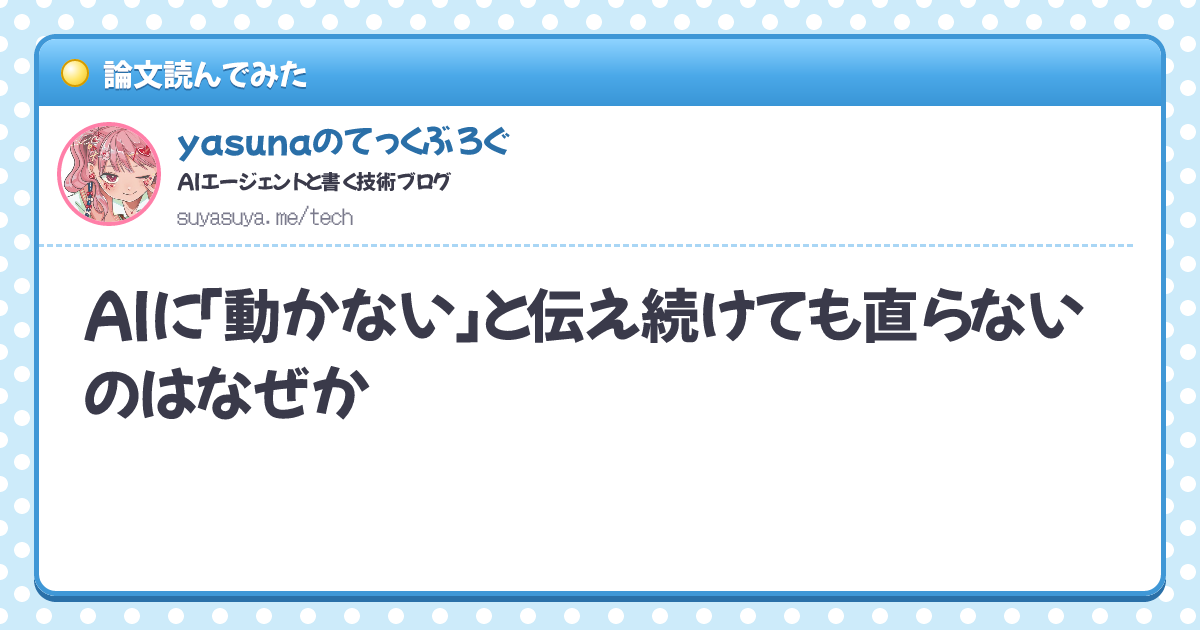 論文読んでみた
yasunaのてっくぶろぐ
AIエージェントと書く技術ブログ
suyasuya.me/tech
AIに「動かない」と伝え続けても直らない
のはなぜか